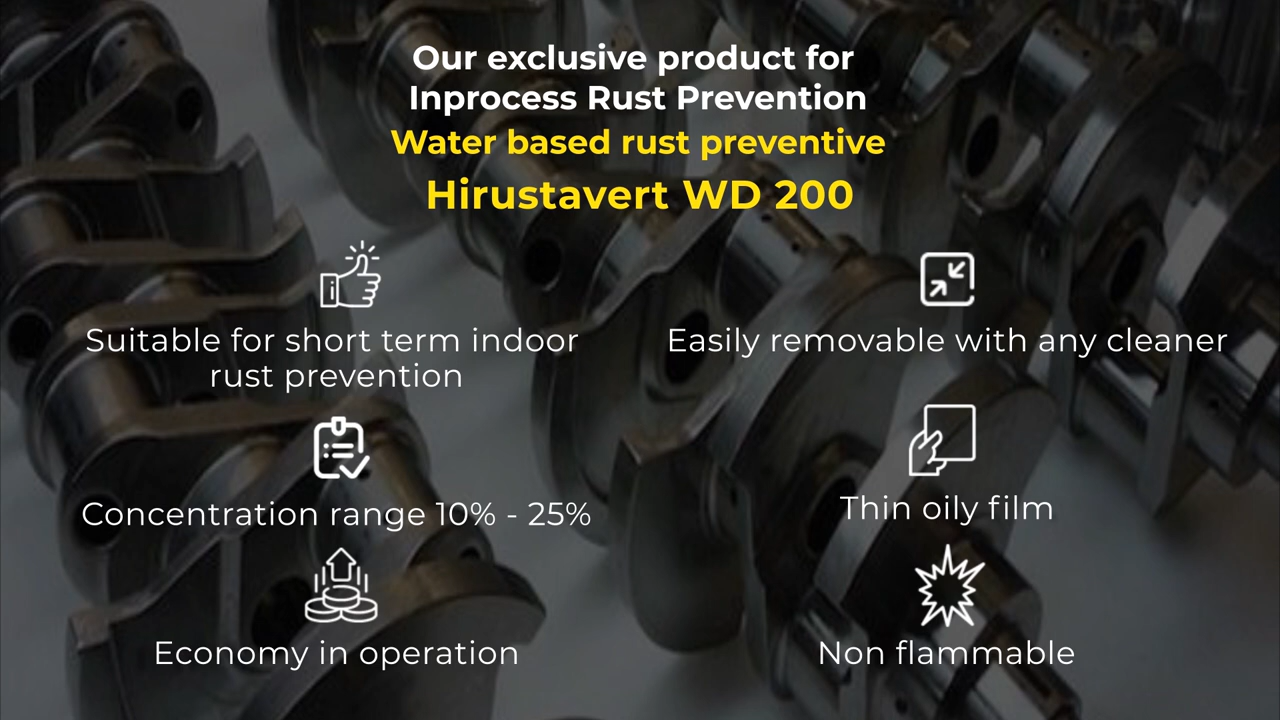 Our exclusive product for
Inprocess Rust Prevention
Water based rust preventive
Hirustavert WD 200
Suitable for short term indoor
rust prevention
Easily removable with any cleaner
Concentration range 10% - 25%
Thin oily film
Economy in operation
Non flammable